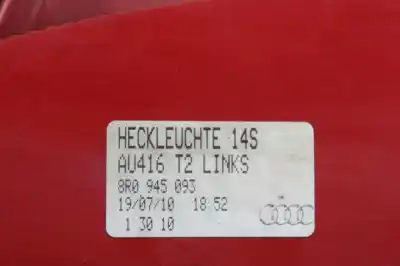 HECKLEUCHTE 14S
AU416 T2 LINKS
8R0 945 093
19/07/10 18:52
1 30 10